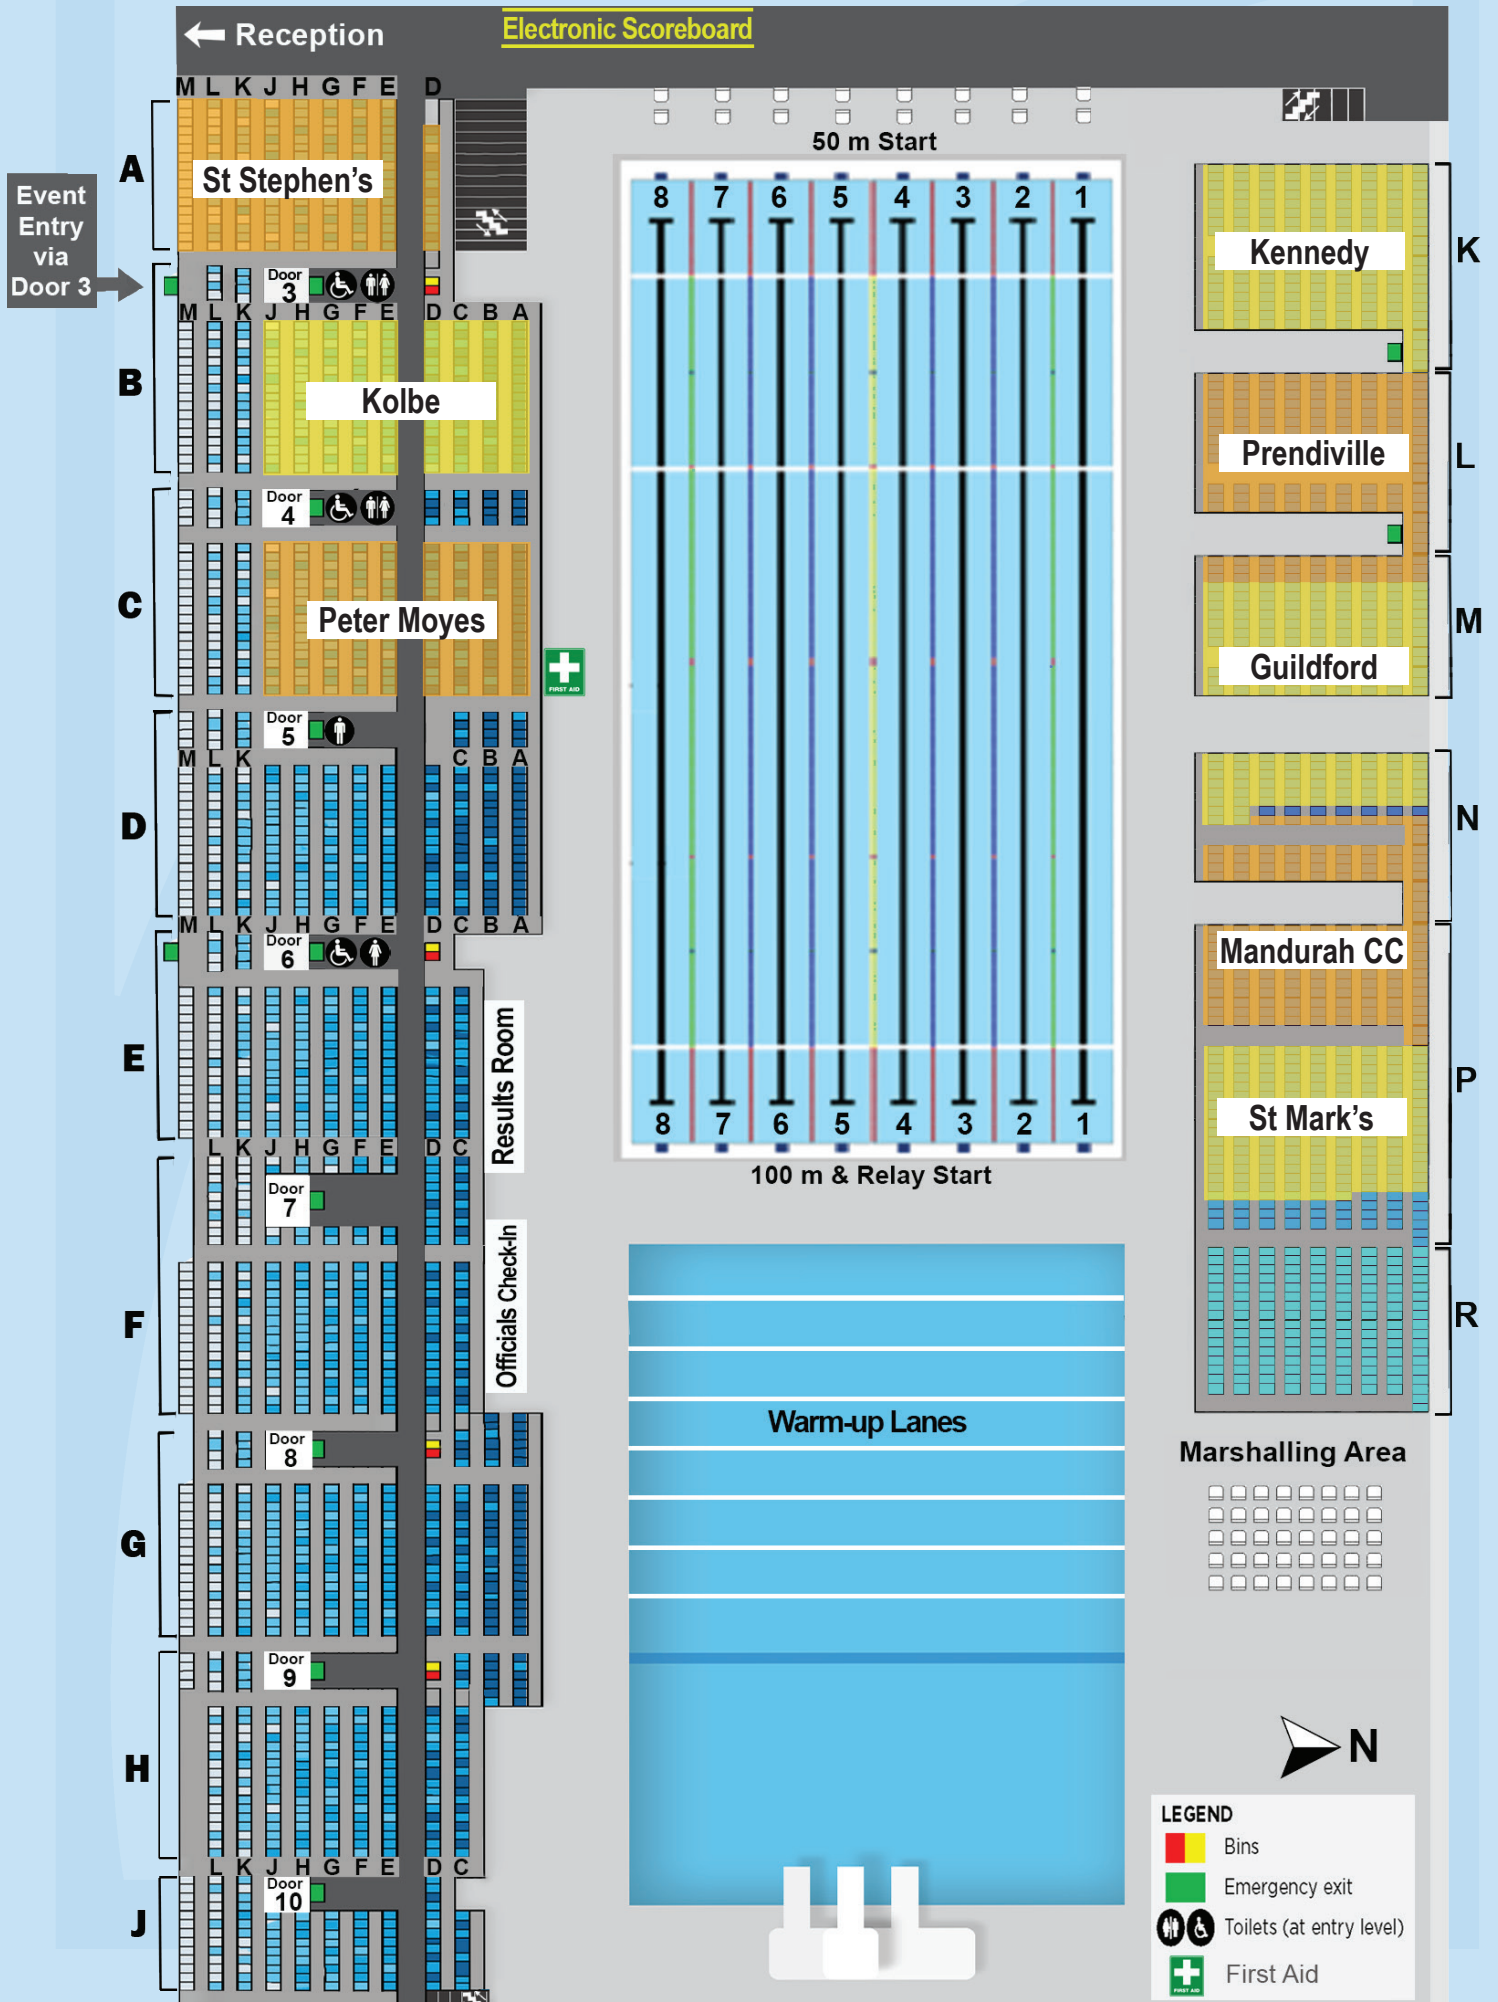 Reception
Electronic Scoreboard
M L K J H G F E D
A
St Stephen's
Event
Entry
via
Door 3
Door
3
M L K J H G F E D C B A
B
Kolbe
Door
4
C
Peter Moyes
FIRST AID
Door
5
M L K C B A
D
M L K J H G F E D C B A
Door
6
E
Results Room
L K J H G F E D C
Door
7
Officials Check-In
F
Door
8
G
Door
9
H
L K J H G F E D C
Door
10
J
50 m Start
8 7 6 5 4 3 2 1
8 7 6 5 4 3 2 1
100 m & Relay Start
Warm-up Lanes
Kennedy
K
Prendiville
L
M
Guildford
N
Mandurah CC
P
St Mark's
R
Marshalling Area
N
LEGEND
Bins
Emergency exit
Toilets (at entry level)
FIRST AID
First Aid